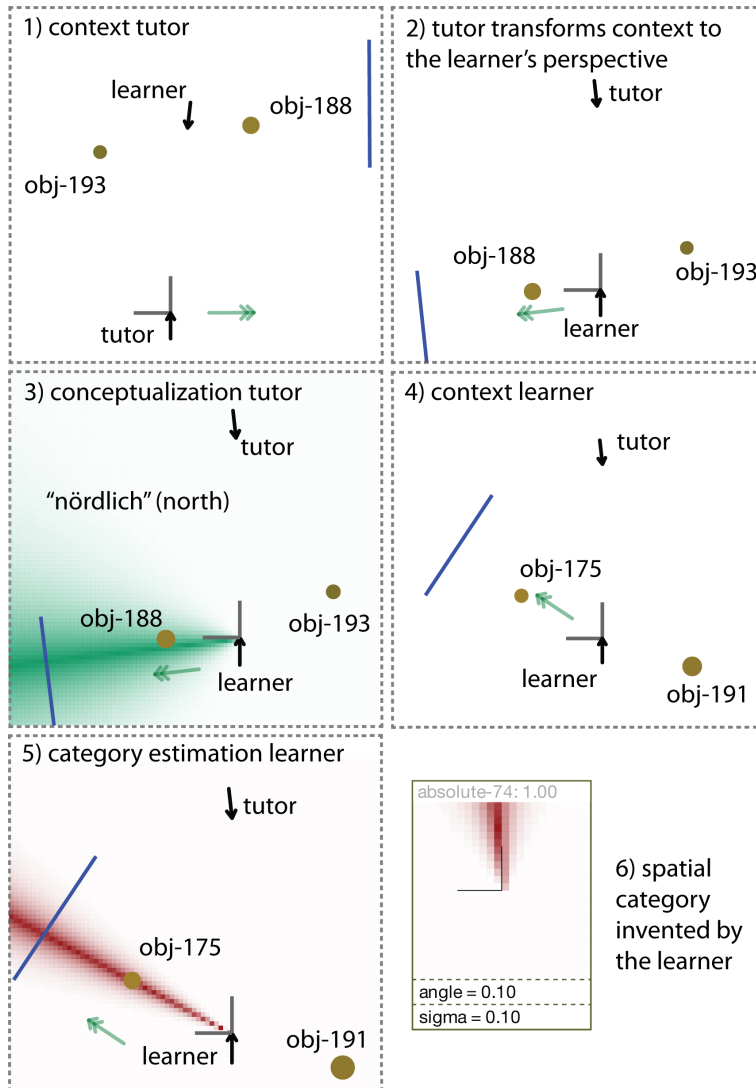 1) context tutor
learner
obj-188
obj-193
tutor
2) tutor transforms context to
the learner's perspective
tutor
obj-188
obj-193
learner
3) conceptualization tutor
tutor
“nördlich” (north)
obj-188
obj-193
learner
4) context learner
tutor
obj-175
learner
obj-191
5) category estimation learner
tutor
obj-175
learner
obj-191
absolute-74: 1.00
angle = 0.10
sigma = 0.10
6) spatial
category
invented by
the learner